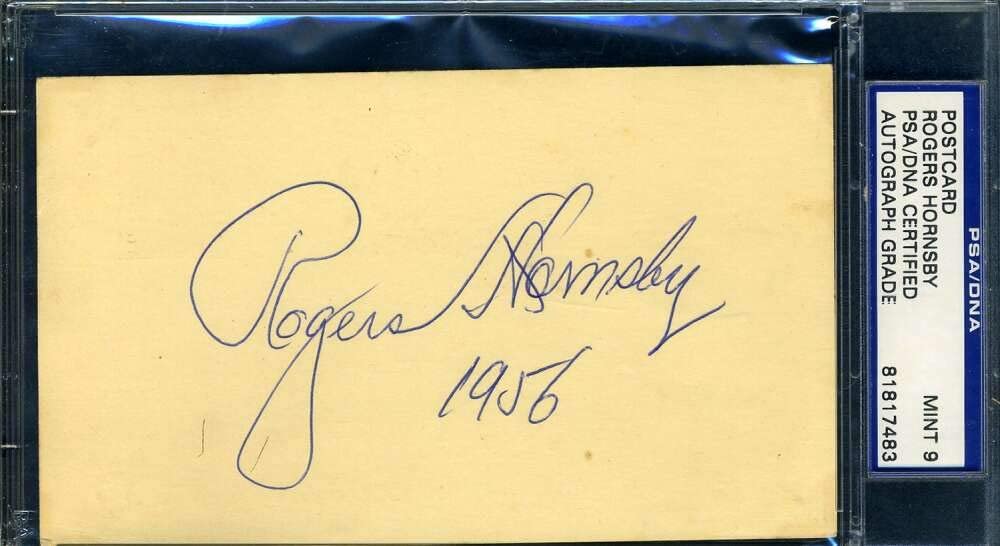 Rogers Hornsby
1956
PSA/DNA
POSTCARD
ROGERS HORNSBY
PSA/DNA CERTIFIED
AUTOGRAPH GRADE: MINT 9
81817483